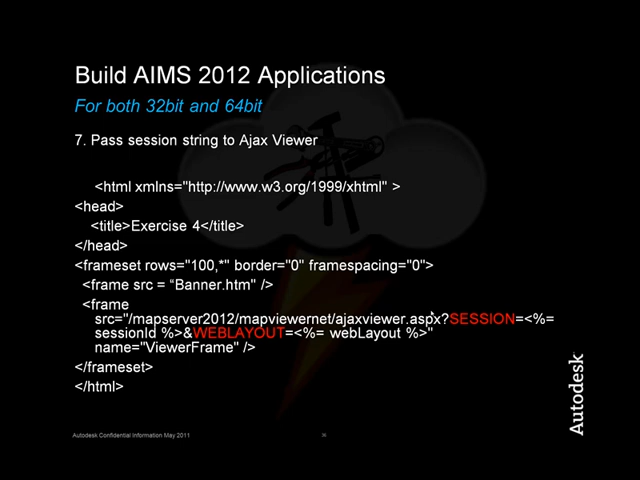 Build AIMS 2012 Applications
For both 32bit and 64bit
7. Pass session string to Ajax Viewer
<html xmlns="http://www.w3.org/1999/xhtml" >
<head>
<title>Exercise 4</title>
</head>
<frameset rows="100,*" border="0" framespacing="0">
<frame src = “Banner.htm" />
<frame
src="/mapserver2012/mapviewernet/ajaxviewer.aspx?SESSION=<%=
sessionId %>&WEBLAYOUT=<%= webLayout %>"
name="ViewerFrame" />
</frameset>
</html>
Autodesk
Autodesk Confidential Information May 2011